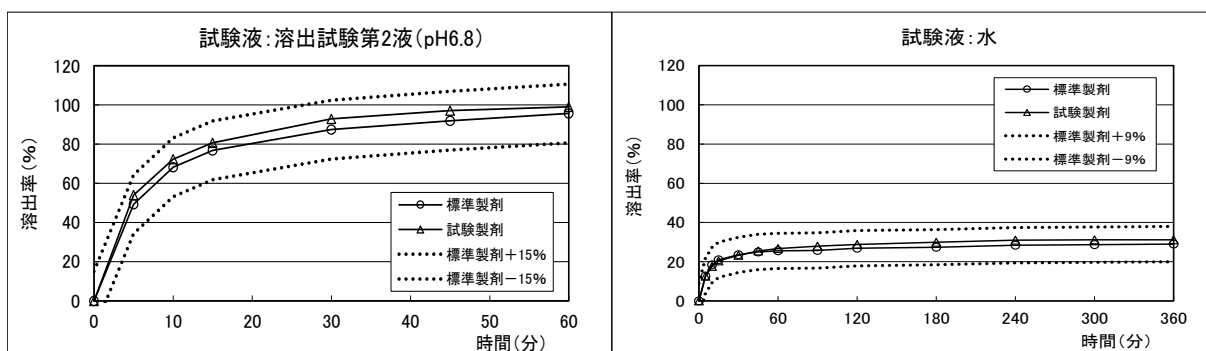 試験液:溶出試験第2液(pH6.8)
120
100
80
60
40
20
0
溶出率(%)
標準製剤
試験製剤
標準製剤+15%
標準製剤-15%
0 10 20 30 40 50 60
時間(分)
試験液:水
120
100
80
60
40
20
0
溶出率(%)
標準製剤
試験製剤
標準製剤+9%
標準製剤-9%
0 60 120 180 240 300 360
時間(分)